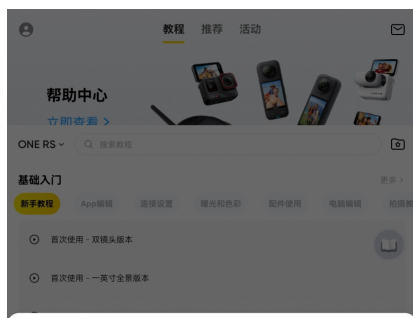 教程 推荐 活动
帮助中心
立即查看 >
ONE RS 搜索教程
基础入门 更多 >
新手教程 App编辑 连接设置 曝光和色彩 配件使用 电脑编辑 拍摄教
首次使用 - 双镜头版本
首次使用 - 一英寸全景版本